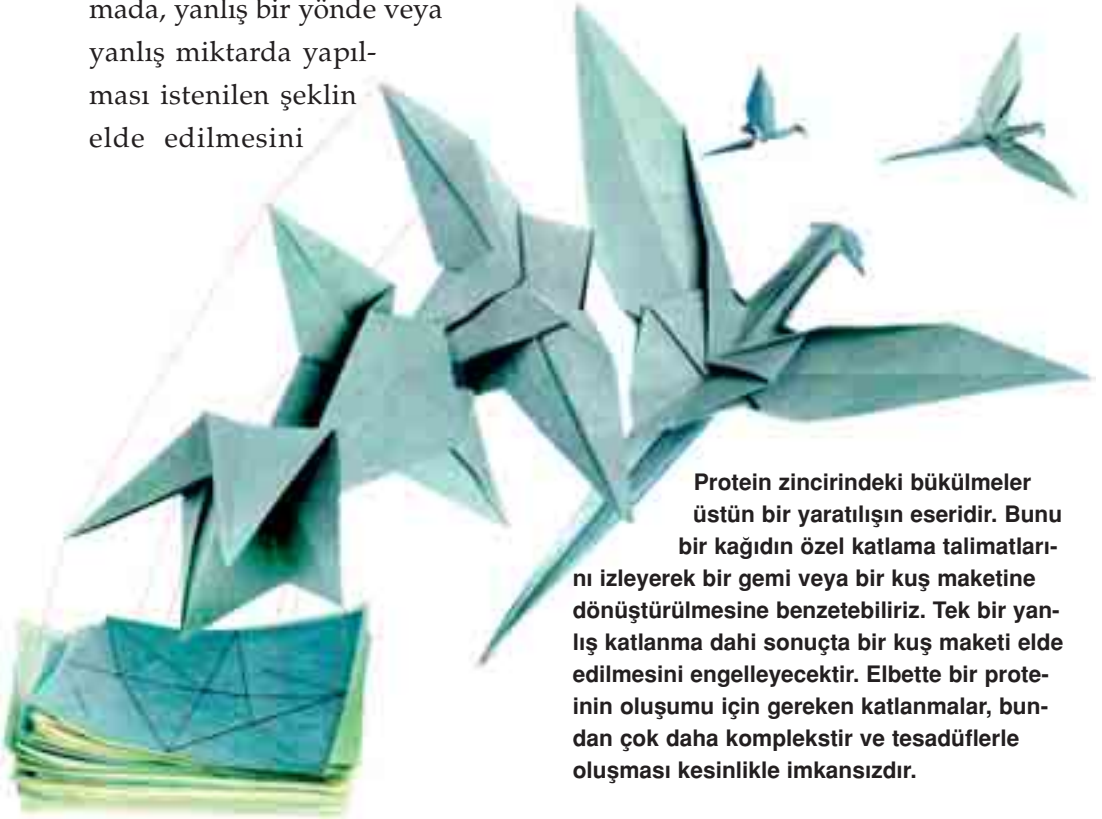 mada, yanlış bir yönde veya
yanlış miktarda yapıl-
ması istenilen şeklin
elde edilmesini
Protein zincirindeki bükülmeler
üstün bir yaratılışın eseridir. Bunu
bir kağıdın özel katlama talimatları-
nı izleyerek bir gemi veya bir kuş maketine
dönüştürülmesine benzetebiliriz. Tek bir yan-
lış katlanma dahi sonuçta bir kuş maketi elde
edilmesini engelleyecektir. Elbette bir prote-
inin oluşumu için gereken katlanmalar, bun-
dan çok daha komplekstir ve tesadüflerle
oluşması kesinlikle imkansızdır.